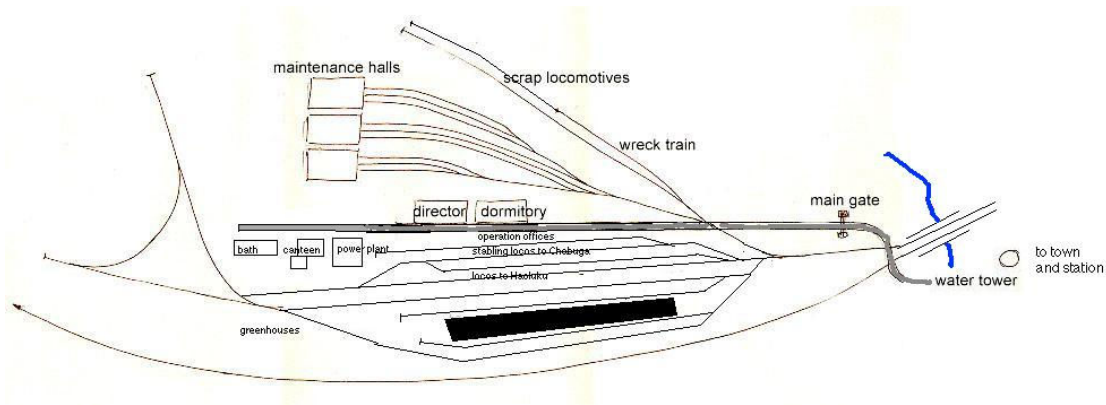 maintenance halls
scrap locomotives
wreck train
main gate
director
dormitory
operation offices
bath
canteen
power plant
stabling locos to Chabuga
to town
and station
locos to Haoluku
water tower
greenhouses